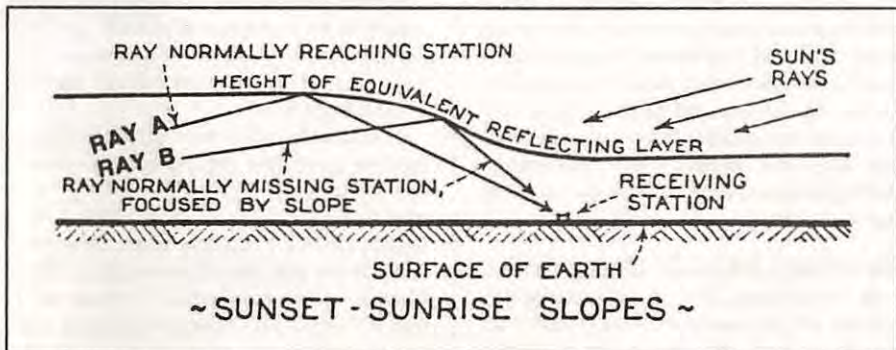 RAY NORMALLY REACHING STATION
HEIGHT OF EQUIVALENT REFLECTING LAYER
SUN'S
RAYS
RAY A
RAY B
RAY NORMALLY MISSING STATION,
FOCUSED BY SLOPE
RECEIVING
STATION
SURFACE OF EARTH
~SUNSET-SUNRISE SLOPES~